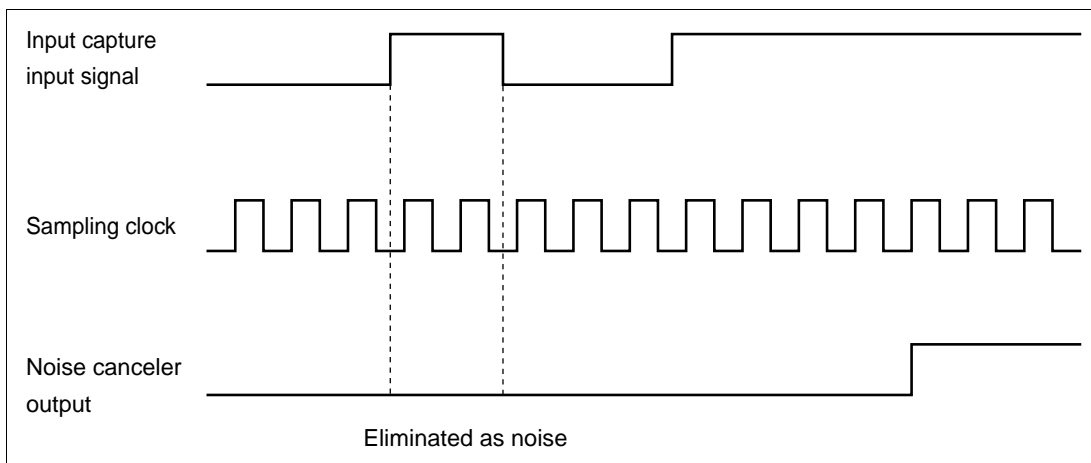 Input capture
input signal
Sampling clock
Noise canceler
output
Eliminated as noise